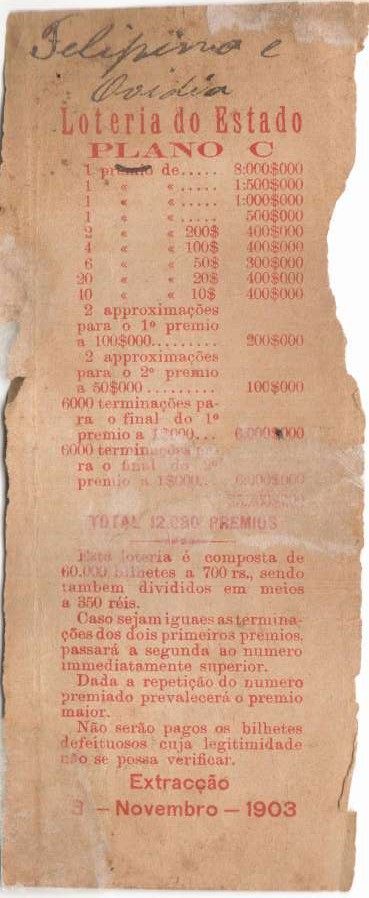 Felippina e
Ovidia
Loteria do Estado
PLANO C
1 premio de..... 8:000$000
1 « « ..... 1:500$000
1 « « ..... 1:000$000
1 « « ..... 500$000
2 « « 200$ 400$000
4 « « 100$ 400$000
6 « « 50$ 300$000
20 « « 20$ 400$000
40 « « 10$ 400$000
2 approximações
para o 1º premio
a 100$000......... 200$000
2 approximações
para o 2º premio
a 50$000......... 100$000
6000 terminações pa-
ra o final do 1º
premio a 1$000... 6:000$000
6000 terminações pa-
ra o final do 2º
premio a 1$000... 6:000$000
TOTAL 12.080 PREMIOS
Esta loteria é composta de
60.000 bilhetes a 700 rs., sendo
tambem divididos em meios
a 350 réis.
Caso sejam iguaes as termina-
ções dos dois primeiros premios,
passará a segunda ao numero
immediatamente superior.
Dada a repetição do numero
premiado prevalecerá o premio
maior.
Não serão pagos os bilhetes
defeituosos cuja legitimidade
não se possa verificar.
Extracção
3 – Novembro – 1903